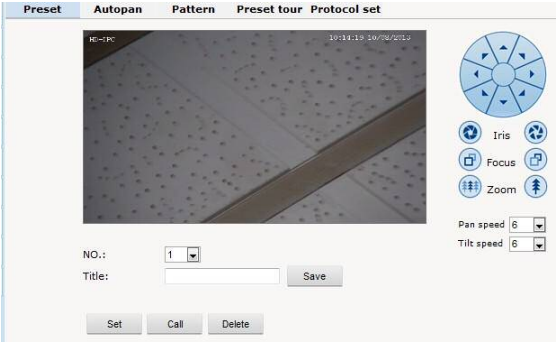 Preset Autopan Pattern Preset tour Protocol set
HD-IPC 10:14:19 10/08/2013
Iris
Focus
Zoom
Pan speed 6
Tilt speed 6
NO.: 1
Title: Save
Set Call Delete